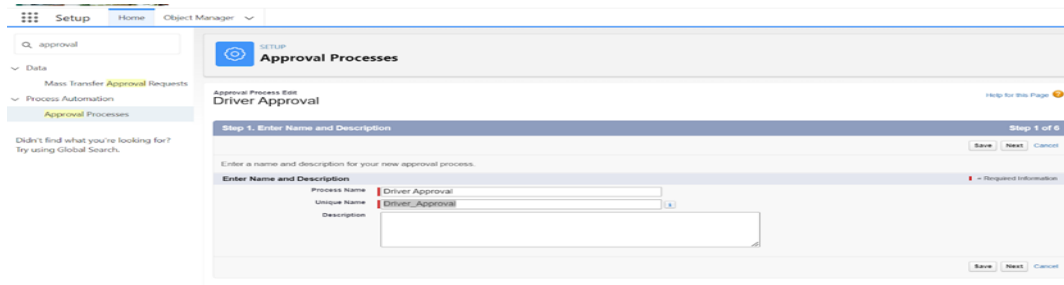 Setup Home Object Manager
approval
Data
Mass Transfer Approval Requests
Process Automation
Approval Processes
Didn't find what you're looking for?
Try using Global Search.
SETUP
Approval Processes
Approval Process Edit
Driver Approval
Help for this Page
Step 1. Enter Name and Description Step 1 of 6
Save Next Cancel
Enter a name and description for your new approval process.
Enter Name and Description = Required Information
Process Name Driver Approval
Unique Name Driver_Approval
Description
Save Next Cancel